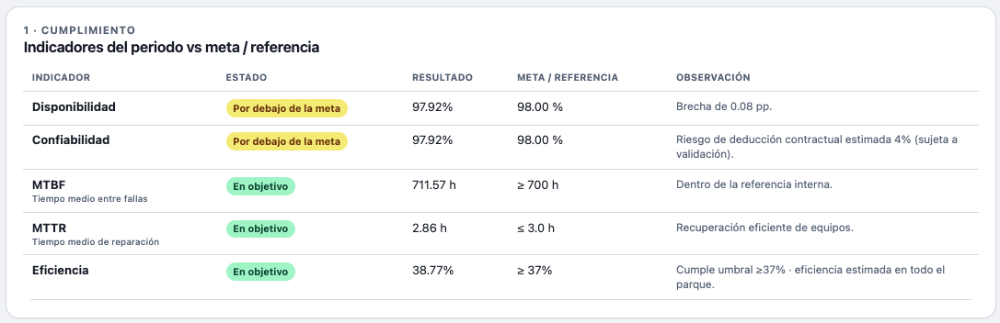 1 · CUMPLIMIENTO
Indicadores del periodo vs meta / referencia
INDICADOR ESTADO RESULTADO META / REFERENCIA OBSERVACIÓN
Disponibilidad Por debajo de la meta 97.92% 98.00 % Brecha de 0.08 pp.
Confiabilidad Por debajo de la meta 97.92% 98.00 % Riesgo de deducción contractual estimada 4% (sujeta a
validación).
MTBF En objetivo 711.57 h ≥ 700 h Dentro de la referencia interna.
Tiempo medio entre fallas
MTTR En objetivo 2.86 h ≤ 3.0 h Recuperación eficiente de equipos.
Tiempo medio de reparación
Eficiencia En objetivo 38.77% ≥ 37% Cumple umbral ≥37% · eficiencia estimada en todo el
parque.